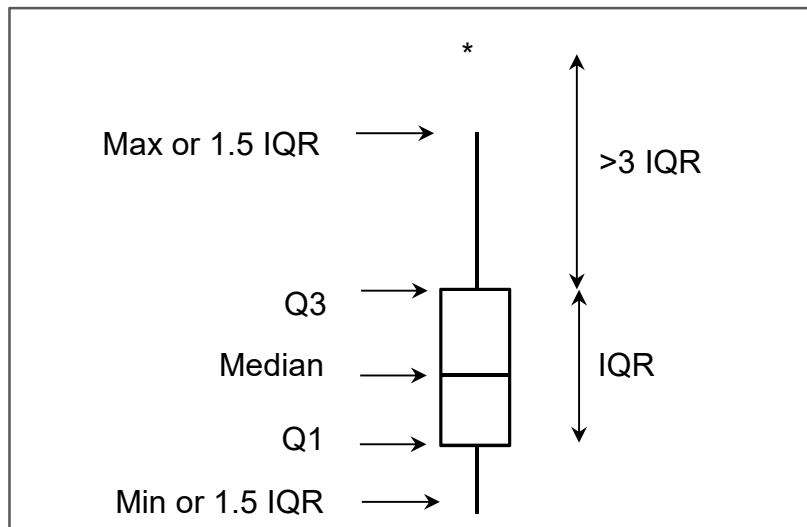 *
Max or 1.5 IQR
>3 IQR
Q3
Median
IQR
Q1
Min or 1.5 IQR